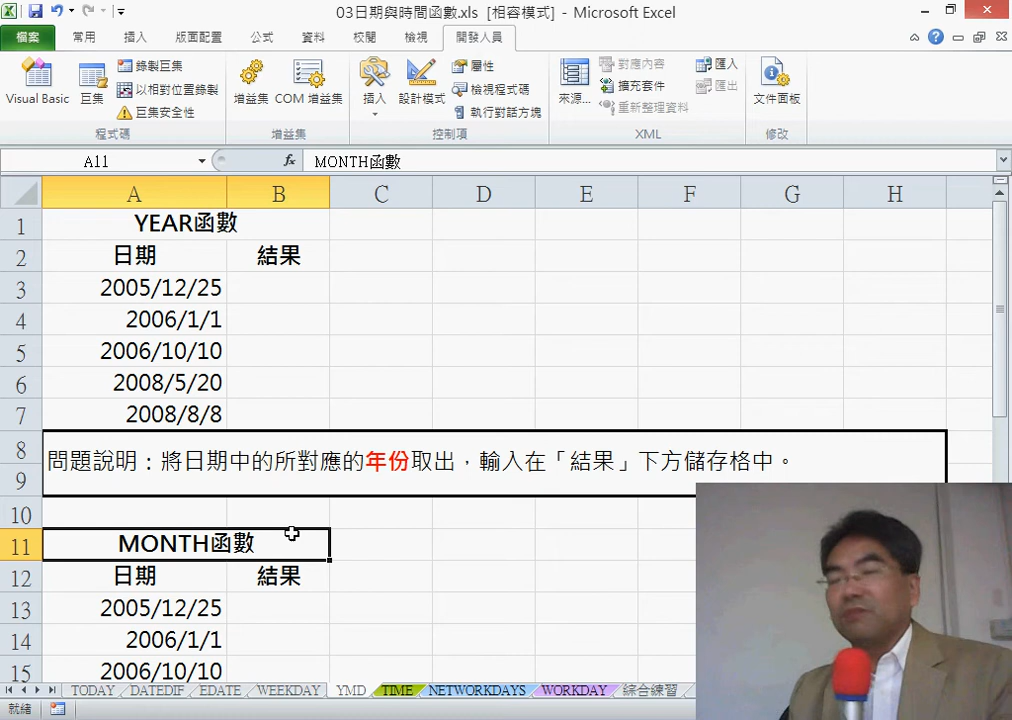 03日期與時間函數.xls [相容模式] - Microsoft Excel
檔案 常用 插入 版面配置 公式 資料 校閱 檢視 開發人員
Visual Basic 巨集 錄製巨集 以相對位置錄製 巨集安全性 程式碼
增益集 COM 增益集 增益集
插入 設計模式 屬性 檢視程式碼 執行對話方塊 控制項
來源... 對應內容 擴充套件 重新整理資料 匯入 匯出 XML
文件面板 修改
A11 fx MONTH函數
A B C D E F G H
1 YEAR函數
2 日期 結果
3 2005/12/25
4 2006/1/1
5 2006/10/10
6 2008/5/20
7 2008/8/8
8 問題說明：將日期中的所對應的年份取出，輸入在「結果」下方儲存格中。
9
10
11 MONTH函數
12 日期 結果
13 2005/12/25
14 2006/1/1
15 2006/10/10
TODAY DATEDIF EDATE WEEKDAY YMD TIME NETWORKDAYS WORKDAY 綜合練習
就緒